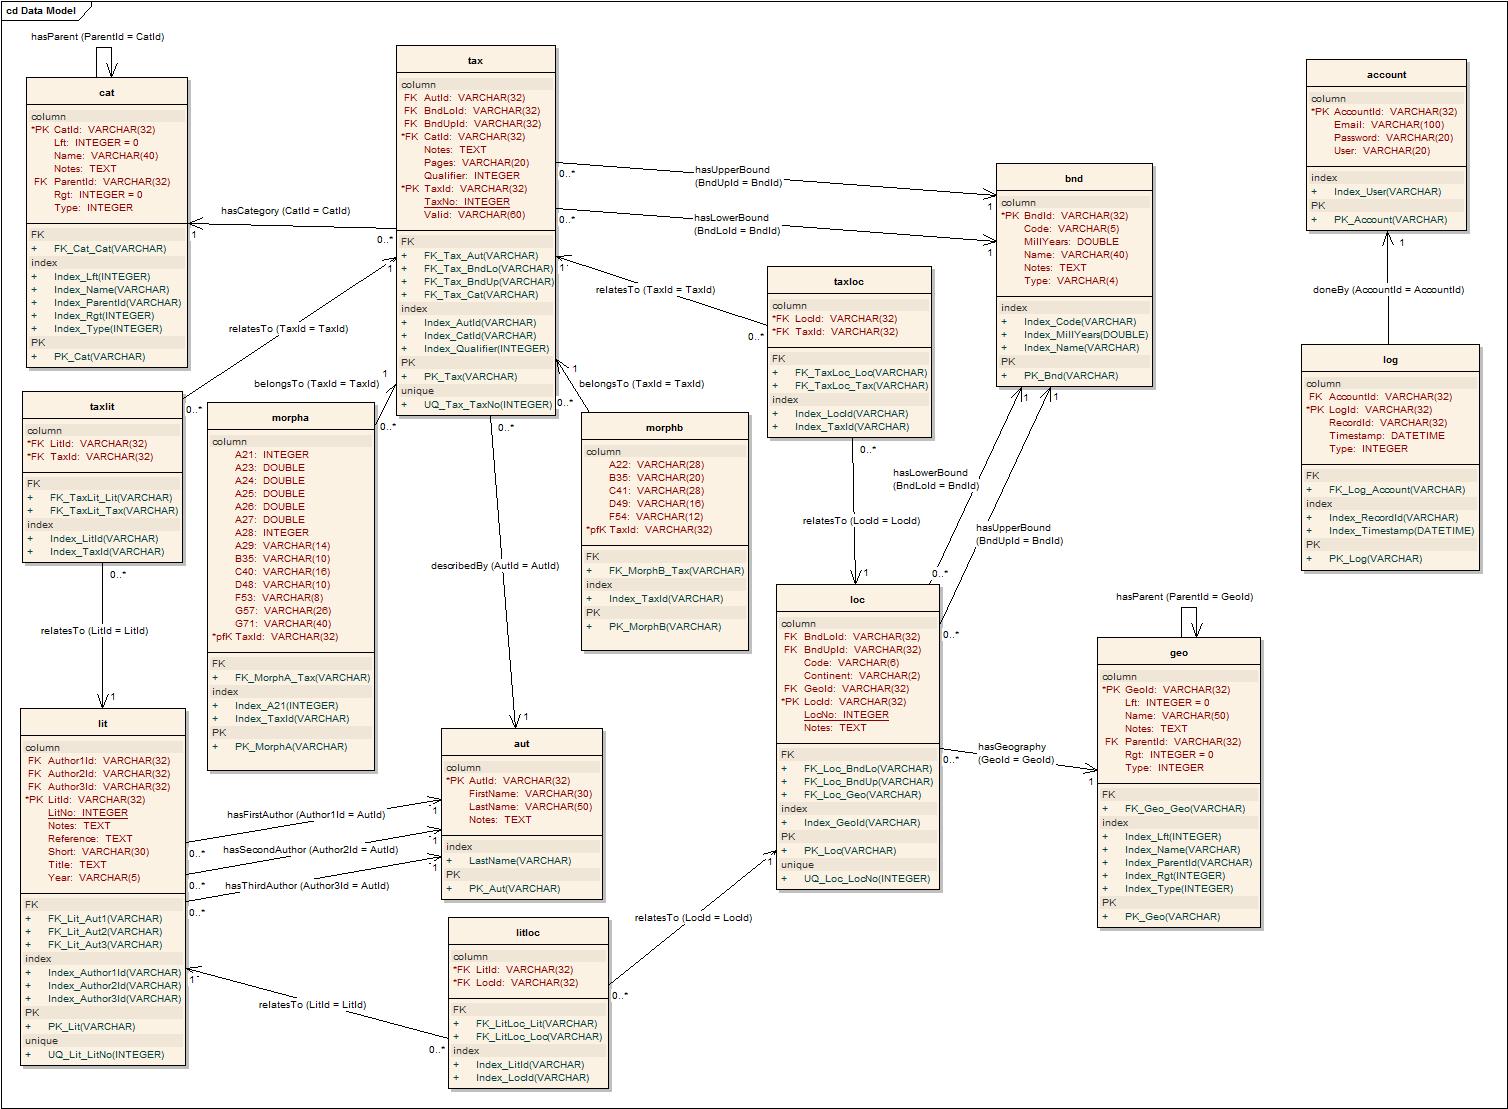 cd Data Model
hasParent (ParentId = CatId)
cat
column
*PK CatId: VARCHAR(32)
Lft: INTEGER = 0
Name: VARCHAR(40)
Notes: TEXT
FK ParentId: VARCHAR(32)
Rgt: INTEGER = 0
Type: INTEGER
FK
+ FK_Cat_Cat(VARCHAR)
index
+ Index_Lft(INTEGER)
+ Index_Name(VARCHAR)
+ Index_ParentId(VARCHAR)
+ Index_Rgt(INTEGER)
+ Index_Type(INTEGER)
PK
+ PK_Cat(VARCHAR)
hasCategory (CatId = CatId)
1
0..*
tax
column
FK AutId: VARCHAR(32)
FK BndLoId: VARCHAR(32)
FK BndUpId: VARCHAR(32)
*FK CatId: VARCHAR(32)
Notes: TEXT
Pages: VARCHAR(20)
Qualifier: INTEGER
*PK TaxId: VARCHAR(32)
TaxNo: INTEGER
Valid: VARCHAR(60)
FK
+ FK_Tax_Aut(VARCHAR)
+ FK_Tax_BndLo(VARCHAR)
+ FK_Tax_BndUp(VARCHAR)
+ FK_Tax_Cat(VARCHAR)
index
+ Index_AutId(VARCHAR)
+ Index_CatId(VARCHAR)
+ Index_Qualifier(INTEGER)
PK
+ PK_Tax(VARCHAR)
unique
+ UQ_Tax_TaxNo(INTEGER)
0..*
hasUpperBound
(BndUpId = BndId)
1
0..*
hasLowerBound
(BndLoId = BndId)
1
bnd
column
*PK BndId: VARCHAR(32)
Code: VARCHAR(5)
MillYears: DOUBLE
Name: VARCHAR(40)
Notes: TEXT
Type: VARCHAR(4)
index
+ Index_Code(VARCHAR)
+ Index_MillYears(DOUBLE)
+ Index_Name(VARCHAR)
PK
+ PK_Bnd(VARCHAR)
account
column
*PK AccountId: VARCHAR(32)
Email: VARCHAR(100)
Password: VARCHAR(20)
User: VARCHAR(20)
index
+ Index_User(VARCHAR)
PK
+ PK_Account(VARCHAR)
1
doneBy (AccountId = AccountId)
log
column
FK AccountId: VARCHAR(32)
*PK LogId: VARCHAR(32)
RecordId: VARCHAR(32)
Timestamp: DATETIME
Type: INTEGER
FK
+ FK_Log_Account(VARCHAR)
index
+ Index_RecordId(VARCHAR)
+ Index_Timestamp(DATETIME)
PK
+ PK_Log(VARCHAR)
1
relatesTo (TaxId = TaxId)
0..*
taxloc
column
*FK LocId: VARCHAR(32)
*FK TaxId: VARCHAR(32)
FK
+ FK_TaxLoc_Loc(VARCHAR)
+ FK_TaxLoc_Tax(VARCHAR)
index
+ Index_LocId(VARCHAR)
+ Index_TaxId(VARCHAR)
0..*
relatesTo (LocId = LocId)
1
1
relatesTo (TaxId = TaxId)
0..*
taxlit
column
*FK LitId: VARCHAR(32)
*FK TaxId: VARCHAR(32)
FK
+ FK_TaxLit_Lit(VARCHAR)
+ FK_TaxLit_Tax(VARCHAR)
index
+ Index_LitId(VARCHAR)
+ Index_TaxId(VARCHAR)
0..*
relatesTo (LitId = LitId)
1
1
belongsTo (TaxId = TaxId)
0..*
morpha
column
A21: INTEGER
A23: DOUBLE
A24: DOUBLE
A25: DOUBLE
A26: DOUBLE
A27: DOUBLE
A28: INTEGER
A29: VARCHAR(14)
B35: VARCHAR(10)
C40: VARCHAR(16)
D48: VARCHAR(10)
F53: VARCHAR(8)
G57: VARCHAR(26)
G71: VARCHAR(40)
*pfK TaxId: VARCHAR(32)
FK
+ FK_MorphA_Tax(VARCHAR)
index
+ Index_A21(INTEGER)
+ Index_TaxId(VARCHAR)
PK
+ PK_MorphA(VARCHAR)
1
belongsTo (TaxId = TaxId)
0..*
morphb
column
A22: VARCHAR(28)
B35: VARCHAR(20)
C41: VARCHAR(28)
D49: VARCHAR(16)
F54: VARCHAR(12)
*pfK TaxId: VARCHAR(32)
FK
+ FK_MorphB_Tax(VARCHAR)
index
+ Index_TaxId(VARCHAR)
PK
+ PK_MorphB(VARCHAR)
0..*
describedBy (AutId = AutId)
1
1
hasLowerBound
(BndLoId = BndId)
0..*
1
hasUpperBound
(BndUpId = BndId)
0..*
loc
column
FK BndLoId: VARCHAR(32)
FK BndUpId: VARCHAR(32)
Code: VARCHAR(6)
Continent: VARCHAR(2)
FK GeoId: VARCHAR(32)
*PK LocId: VARCHAR(32)
LocNo: INTEGER
Notes: TEXT
FK
+ FK_Loc_BndLo(VARCHAR)
+ FK_Loc_BndUp(VARCHAR)
+ FK_Loc_Geo(VARCHAR)
index
+ Index_GeoId(VARCHAR)
PK
+ PK_Loc(VARCHAR)
unique
+ UQ_Loc_LocNo(INTEGER)
hasGeography
(GeoId = GeoId)
0..*
1
hasParent (ParentId = GeoId)
geo
column
*PK GeoId: VARCHAR(32)
Lft: INTEGER = 0
Name: VARCHAR(50)
Notes: TEXT
FK ParentId: VARCHAR(32)
Rgt: INTEGER = 0
Type: INTEGER
FK
+ FK_Geo_Geo(VARCHAR)
index
+ Index_Lft(INTEGER)
+ Index_Name(VARCHAR)
+ Index_ParentId(VARCHAR)
+ Index_Rgt(INTEGER)
+ Index_Type(INTEGER)
PK
+ PK_Geo(VARCHAR)
lit
column
FK Author1Id: VARCHAR(32)
FK Author2Id: VARCHAR(32)
FK Author3Id: VARCHAR(32)
*PK LitId: VARCHAR(32)
LitNo: INTEGER
Notes: TEXT
Reference: TEXT
Short: VARCHAR(30)
Title: TEXT
Year: VARCHAR(5)
FK
+ FK_Lit_Aut1(VARCHAR)
+ FK_Lit_Aut2(VARCHAR)
+ FK_Lit_Aut3(VARCHAR)
index
+ Index_Author1Id(VARCHAR)
+ Index_Author2Id(VARCHAR)
+ Index_Author3Id(VARCHAR)
PK
+ PK_Lit(VARCHAR)
unique
+ UQ_Lit_LitNo(INTEGER)
hasFirstAuthor (Author1Id = AutId)
0..*
1
hasSecondAuthor (Author2Id = AutId)
0..*
1
hasThirdAuthor (Author3Id = AutId)
0..*
1
aut
column
*PK AutId: VARCHAR(32)
FirstName: VARCHAR(30)
LastName: VARCHAR(50)
Notes: TEXT
index
+ LastName(VARCHAR)
PK
+ PK_Aut(VARCHAR)
litloc
column
*FK LitId: VARCHAR(32)
*FK LocId: VARCHAR(32)
FK
+ FK_LitLoc_Lit(VARCHAR)
+ FK_LitLoc_Loc(VARCHAR)
index
+ Index_LitId(VARCHAR)
+ Index_LocId(VARCHAR)
1
relatesTo (LitId = LitId)
0..*
1
relatesTo (LocId = LocId)
0..*